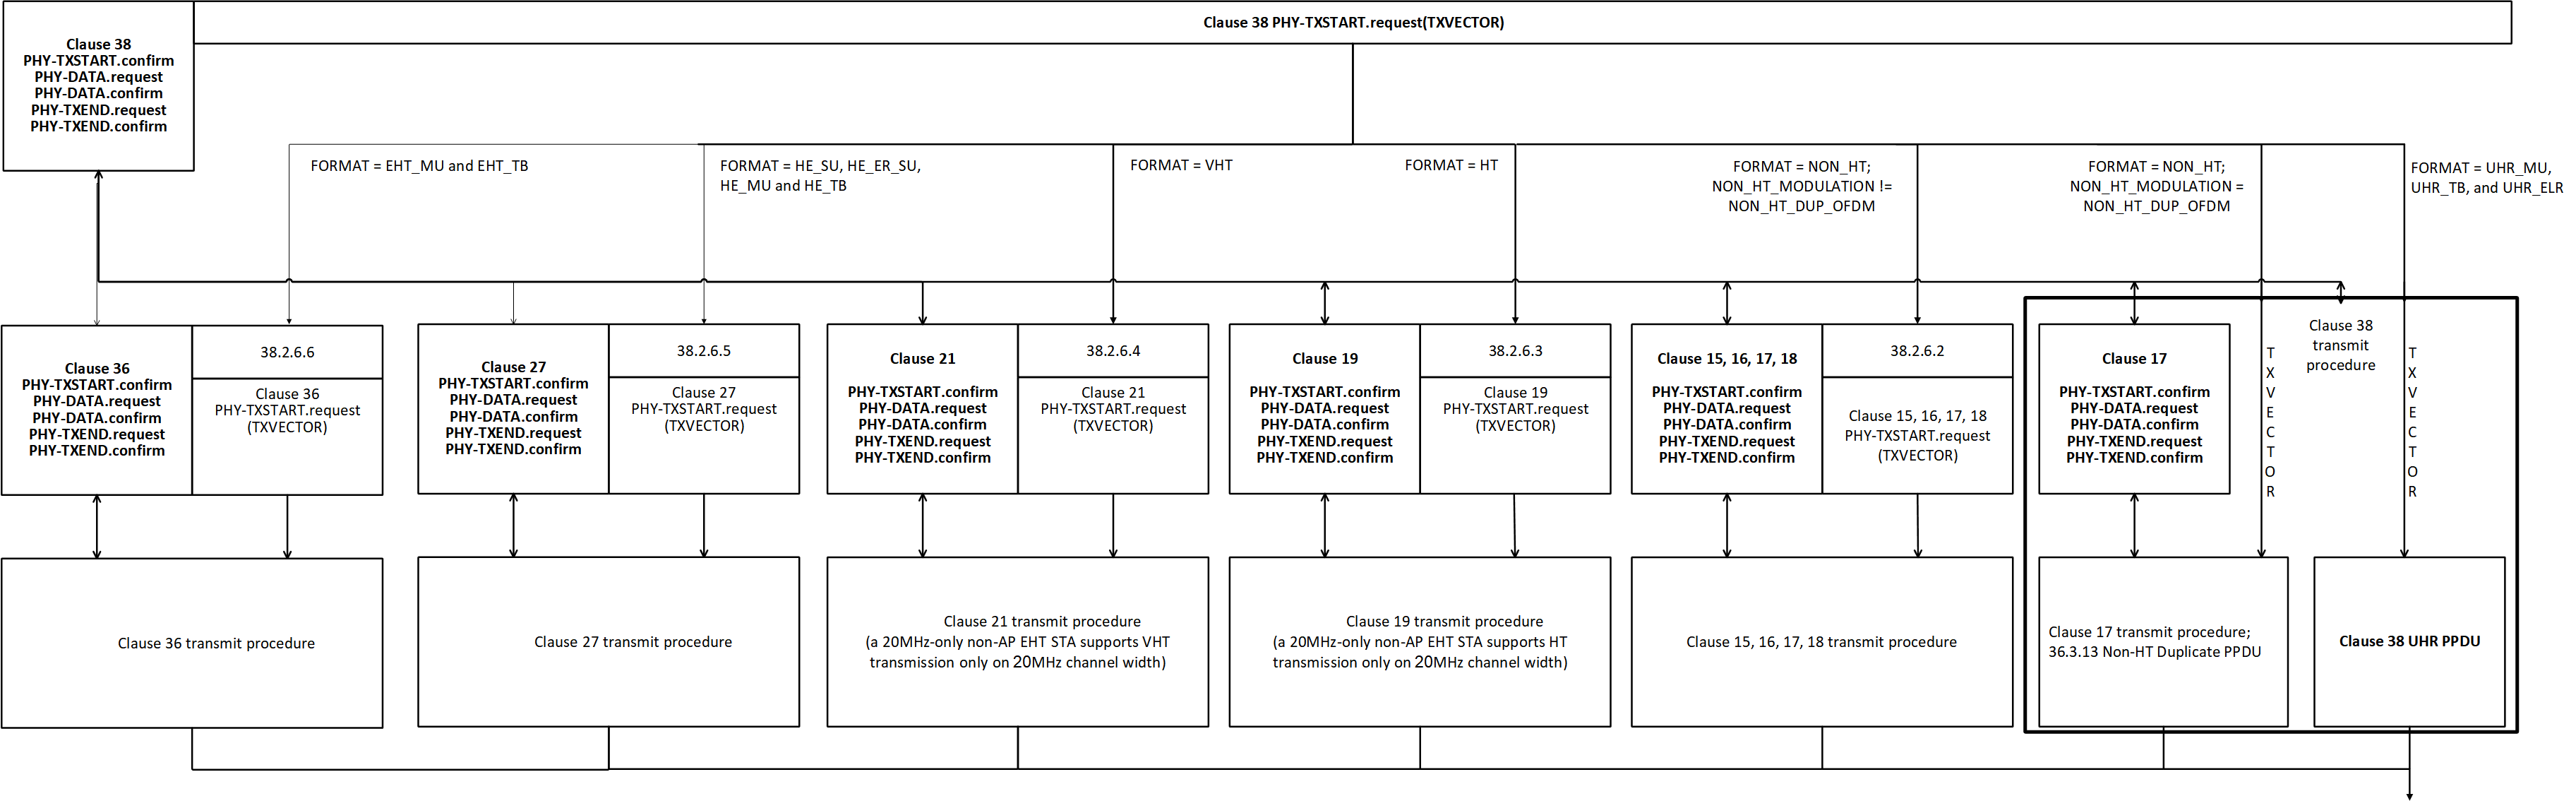 Clause 38 PHY-TXSTART.request(TXVECTOR)
Clause 38
PHY-TXSTART.confirm
PHY-DATA.request
PHY-DATA.confirm
PHY-TXEND.request
PHY-TXEND.confirm
FORMAT = EHT_MU and EHT_TB
FORMAT = HE_SU, HE_ER_SU,
HE_MU and HE_TB
FORMAT = VHT
FORMAT = HT
FORMAT = NON_HT;
NON_HT_MODULATION !=
NON_HT_DUP_OFDM
FORMAT = NON_HT;
NON_HT_MODULATION =
NON_HT_DUP_OFDM
FORMAT = UHR_MU,
UHR_TB, and UHR_ELR
Clause 36
PHY-TXSTART.confirm
PHY-DATA.request
PHY-DATA.confirm
PHY-TXEND.request
PHY-TXEND.confirm
38.2.6.6
Clause 36
PHY-TXSTART.request
(TXVECTOR)
Clause 27
PHY-TXSTART.confirm
PHY-DATA.request
PHY-DATA.confirm
PHY-TXEND.request
PHY-TXEND.confirm
38.2.6.5
Clause 27
PHY-TXSTART.request
(TXVECTOR)
Clause 21
PHY-TXSTART.confirm
PHY-DATA.request
PHY-DATA.confirm
PHY-TXEND.request
PHY-TXEND.confirm
38.2.6.4
Clause 21
PHY-TXSTART.request
(TXVECTOR)
Clause 19
PHY-TXSTART.confirm
PHY-DATA.request
PHY-DATA.confirm
PHY-TXEND.request
PHY-TXEND.confirm
38.2.6.3
Clause 19
PHY-TXSTART.request
(TXVECTOR)
Clause 15, 16, 17, 18
PHY-TXSTART.confirm
PHY-DATA.request
PHY-DATA.confirm
PHY-TXEND.request
PHY-TXEND.confirm
38.2.6.2
Clause 15, 16, 17, 18
PHY-TXSTART.request
(TXVECTOR)
Clause 17
PHY-TXSTART.confirm
PHY-DATA.request
PHY-DATA.confirm
PHY-TXEND.request
PHY-TXEND.confirm
TXVECTOR
Clause 38
transmit
procedure
TXVECTOR
Clause 36 transmit procedure
Clause 27 transmit procedure
Clause 21 transmit procedure
(a 20MHz-only non-AP EHT STA supports VHT
transmission only on 20MHz channel width)
Clause 19 transmit procedure
(a 20MHz-only non-AP EHT STA supports HT
transmission only on 20MHz channel width)
Clause 15, 16, 17, 18 transmit procedure
Clause 17 transmit procedure;
36.3.13 Non-HT Duplicate PPDU
Clause 38 UHR PPDU